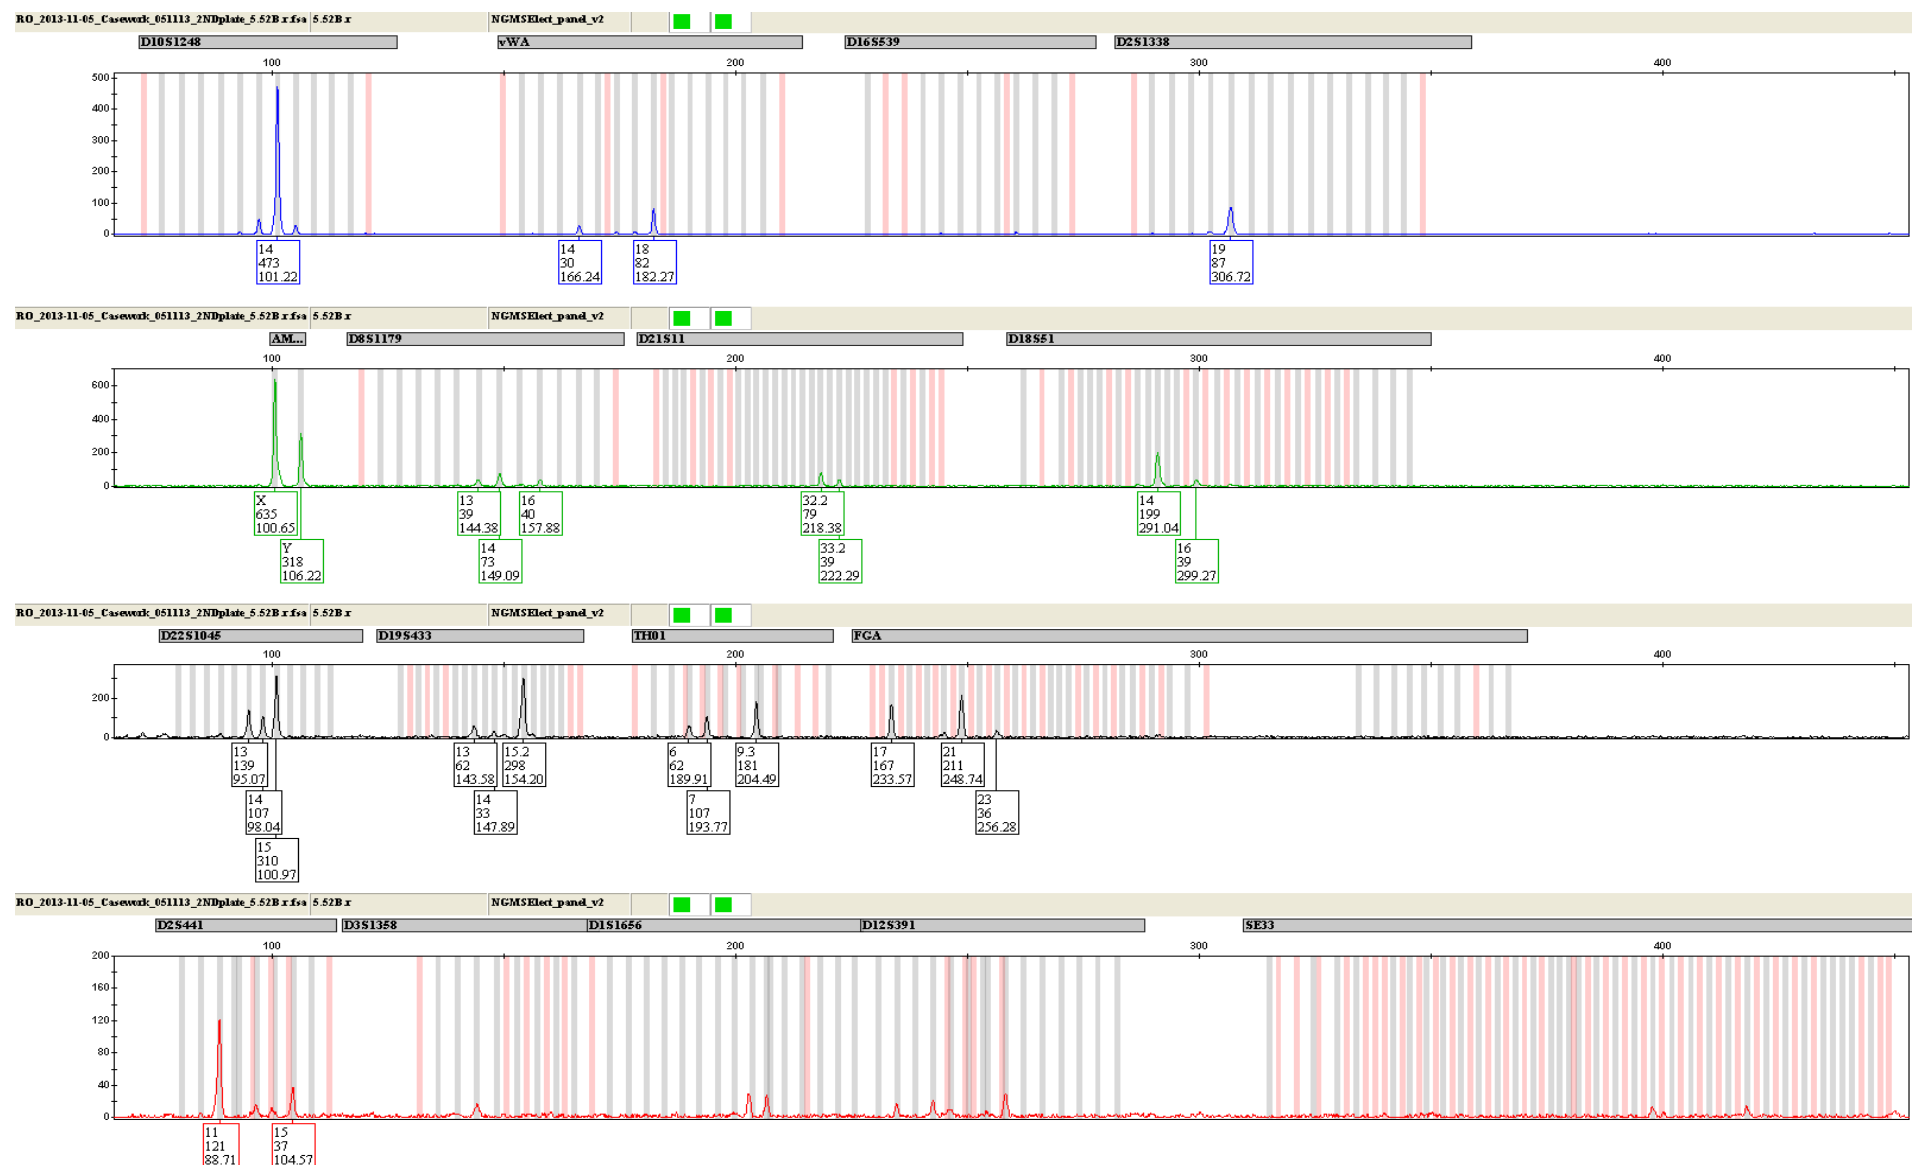 RO_2013-11-05_Casework_051113_2NDplate_5.52B r.fsa 5.52B r NGMSElect_panel_v2
D10S1248 vWA D16S539 D2S1338
100 200 300 400
500
400
300
200
100
0
14 14 18 19
473 30 82 87
101.22 166.24 182.27 306.72
RO_2013-11-05_Casework_051113_2NDplate_5.52B r.fsa 5.52B r NGMSElect_panel_v2
AM... D8S1179 D21S11 D18S51
100 200 300 400
600
400
200
0
X 13 16 32.2 14
635 39 40 79 199
100.65 144.38 157.88 218.38 291.04
Y 14 33.2 16
318 73 39 39
106.22 149.09 222.29 299.27
RO_2013-11-05_Casework_051113_2NDplate_5.52B r.fsa 5.52B r NGMSElect_panel_v2
D22S1045 D19S433 TH01 FGA
100 200 300 400
200
0
13 13 15.2 6 9.3 17 21
139 62 298 62 181 167 211
95.07 143.58 154.20 189.91 204.49 233.57 248.74
14 14 7 23
107 33 107 36
98.04 147.89 193.77 256.28
15
310
100.97
RO_2013-11-05_Casework_051113_2NDplate_5.52B r.fsa 5.52B r NGMSElect_panel_v2
D2S441 D3S1358 D1S1656 D12S391 SE33
100 200 300 400
200
160
120
80
40
0
11 15
121 37
88.71 104.57